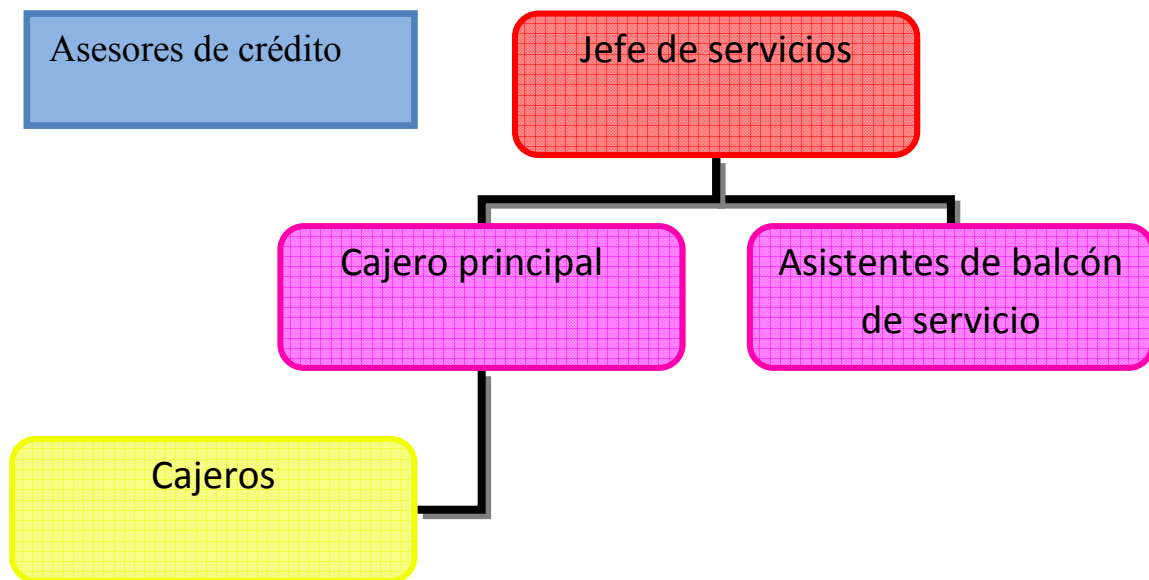 Asesores de crédito
Jefe de servicios
Cajero principal
Asistentes de balcón
de servicio
Cajeros